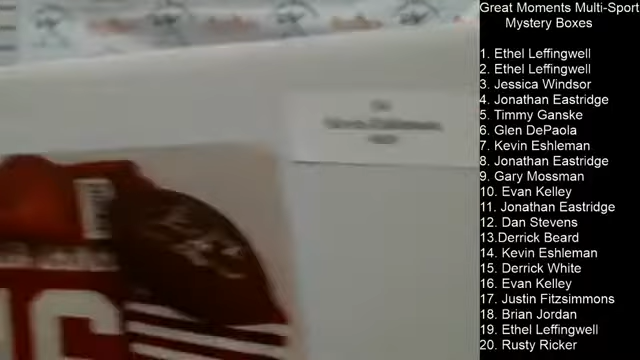 Great Moments Multi-Sport
Mystery Boxes
1. Ethel Leffingwell
2. Ethel Leffingwell
3. Jessica Windsor
4. Jonathan Eastridge
5. Timmy Ganske
6. Glen DePaola
7. Kevin Eshleman
8. Jonathan Eastridge
9. Gary Mossman
10. Evan Kelley
11. Jonathan Eastridge
12. Dan Stevens
13.Derrick Beard
14. Kevin Eshleman
15. Derrick White
16. Evan Kelley
17. Justin Fitzsimmons
18. Brian Jordan
19. Ethel Leffingwell
20. Rusty Ricker